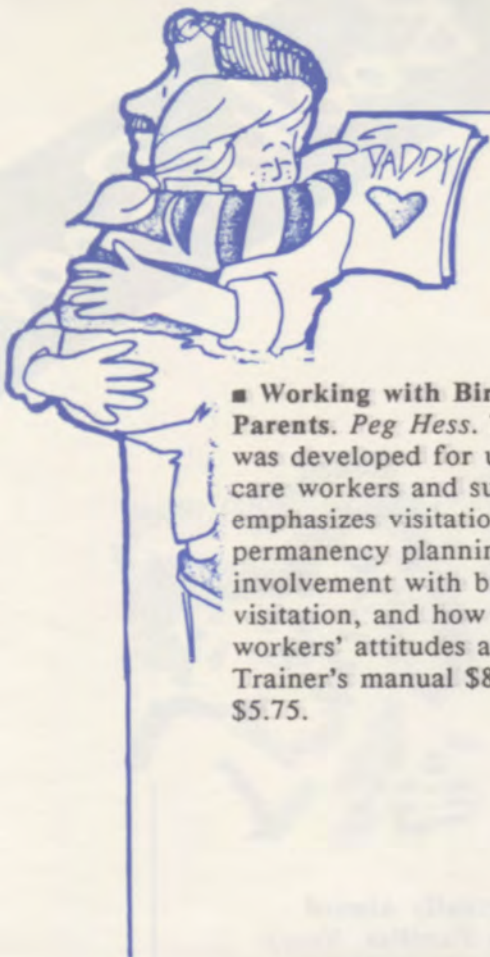 DADDY
■ Working with Bir
Parents. Peg Hess.
was developed for u
care workers and su
emphasizes visitatio
permanency plannin
involvement with b
visitation, and how
workers' attitudes a
Trainer's manual $8
$5.75.